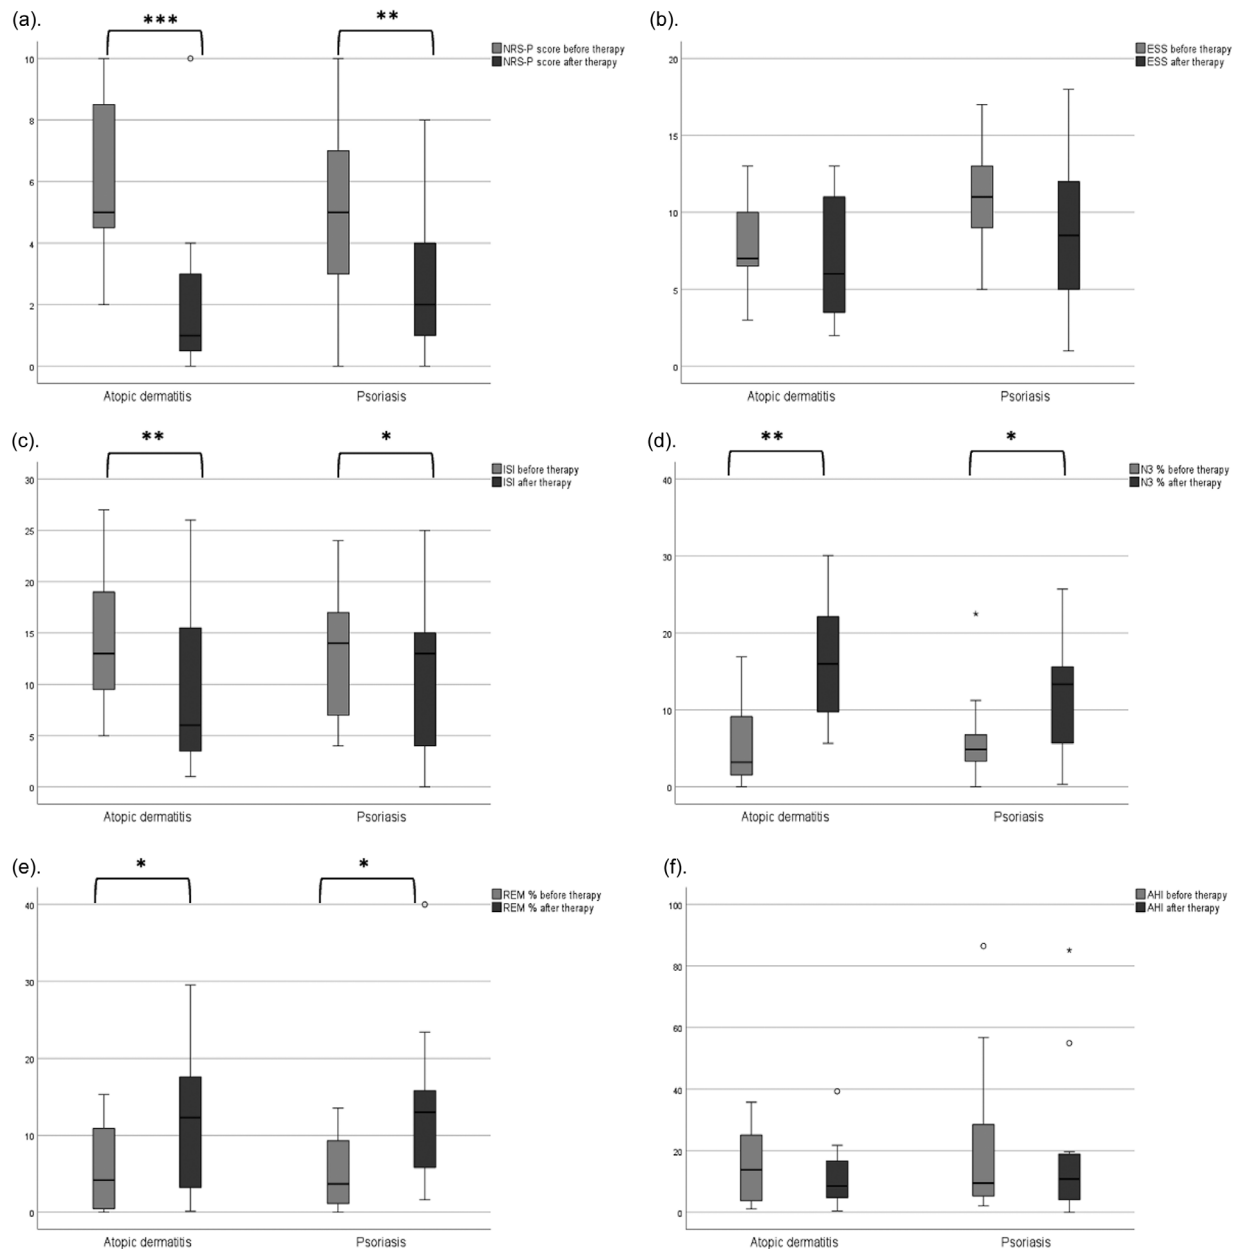 (a).
***
**
NRS-P score before therapy
NRS-P score after therapy
10
8
6
4
2
0
Atopic dermatitis
Psoriasis
(b).
ESS before therapy
ESS after therapy
20
15
10
5
0
Atopic dermatitis
Psoriasis
(c).
**
*
ISI before therapy
ISI after therapy
30
25
20
15
10
5
0
Atopic dermatitis
Psoriasis
(d).
**
*
N3 % before therapy
N3 % after therapy
40
30
20
10
0
*
Atopic dermatitis
Psoriasis
(e).
*
*
REM % before therapy
REM % after therapy
40
30
20
10
0
Atopic dermatitis
Psoriasis
(f).
AHI before therapy
AHI after therapy
100
80
60
40
20
0
*
Atopic dermatitis
Psoriasis